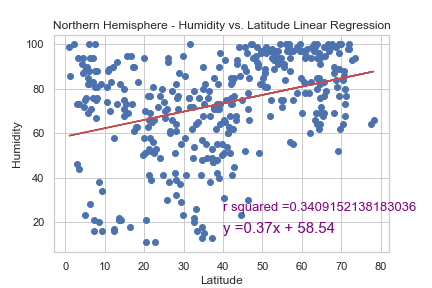 Northern Hemisphere - Humidity vs. Latitude Linear Regression
100
80
60
40
20
Humidity
r squared =0.3409152138183036
y =0.37x + 58.54
0 10 20 30 40 50 60 70 80
Latitude